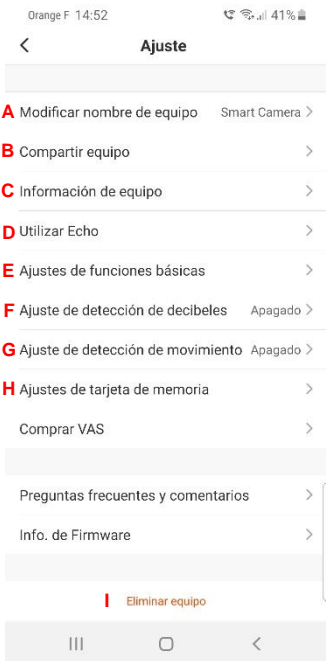 Orange F 14:52 41%
Ajuste
A Modificar nombre de equipo Smart Camera >
B Compartir equipo >
C Información de equipo >
D Utilizar Echo >
E Ajustes de funciones básicas >
F Ajuste de detección de decibeles Apagado >
G Ajuste de detección de movimiento Apagado >
H Ajustes de tarjeta de memoria >
Comprar VAS >
Preguntas frecuentes y comentarios >
Info. de Firmware >
I Eliminar equipo